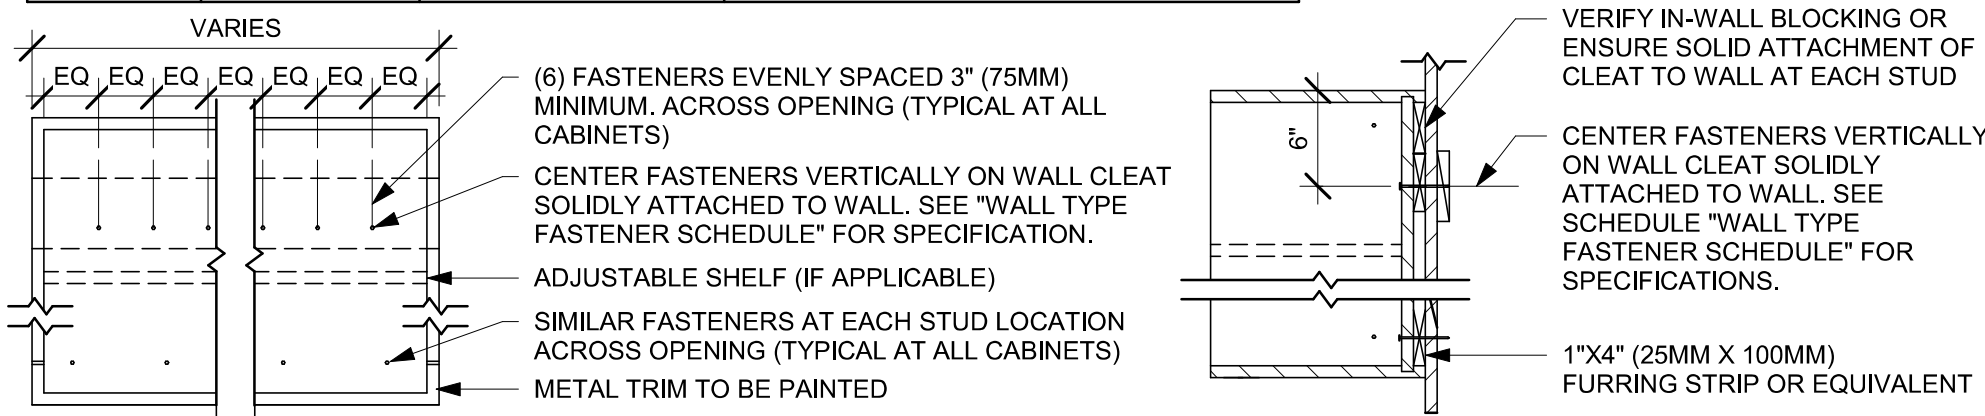 VARIES
EQ EQ EQ EQ EQ EQ EQ
(6) FASTENERS EVENLY SPACED 3" (75MM)
MINIMUM. ACROSS OPENING (TYPICAL AT ALL
CABINETS)
CENTER FASTENERS VERTICALLY ON WALL CLEAT
SOLIDLY ATTACHED TO WALL. SEE "WALL TYPE
FASTENER SCHEDULE" FOR SPECIFICATION.
ADJUSTABLE SHELF (IF APPLICABLE)
SIMILAR FASTENERS AT EACH STUD LOCATION
ACROSS OPENING (TYPICAL AT ALL CABINETS)
METAL TRIM TO BE PAINTED
6"
VERIFY IN-WALL BLOCKING OR
ENSURE SOLID ATTACHMENT OF
CLEAT TO WALL AT EACH STUD
CENTER FASTENERS VERTICALLY
ON WALL CLEAT SOLIDLY
ATTACHED TO WALL. SEE
SCHEDULE "WALL TYPE
FASTENER SCHEDULE" FOR
SPECIFICATIONS.
1"X4" (25MM X 100MM)
FURRING STRIP OR EQUIVALENT